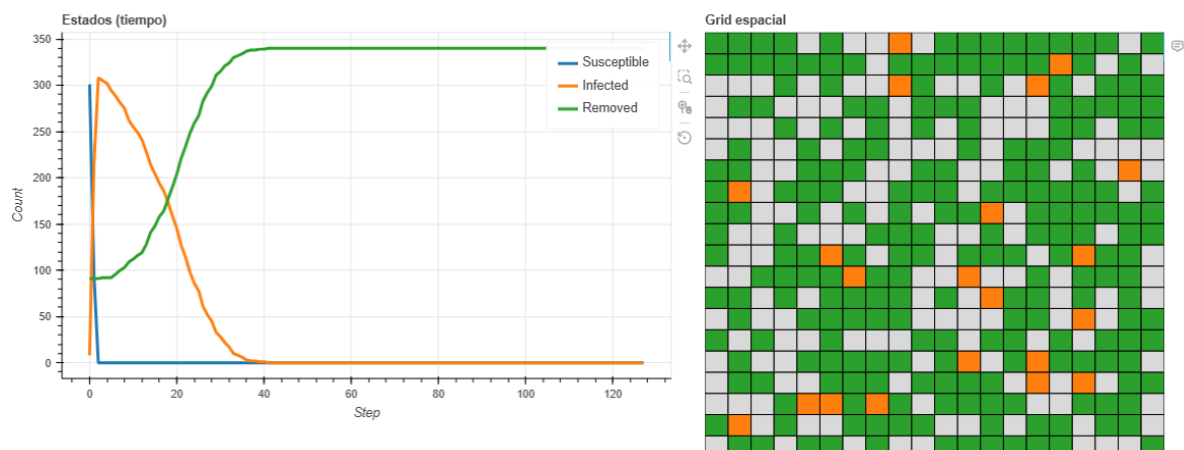 Estados (tiempo)
350
300
250
200
150
100
50
0
Count
0
20
40
60
80
100
120
Step
Susceptible
Infected
Removed
Grid espacial